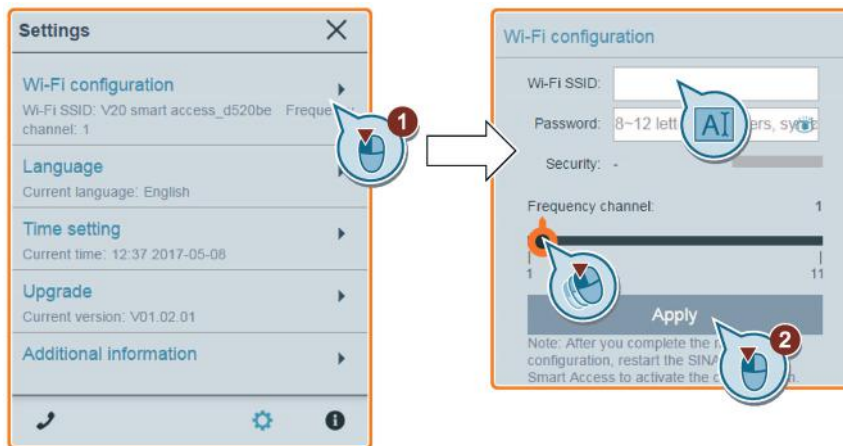 Settings
Wi-Fi configuration
Wi-Fi SSID: V20 smart access_d520be
channel: 1
Language
Current language: English
Time setting
Current time: 12:37 2017-05-08
Upgrade
Current version: V01.02.01
Additional information
1
Wi-Fi configuration
Wi-Fi SSID:
Password: 8~12
AI
Security: -
Frequency channel: 1
1 11
Apply
2
Note: After you complete the
configuration, restart the
Smart Access to activate the